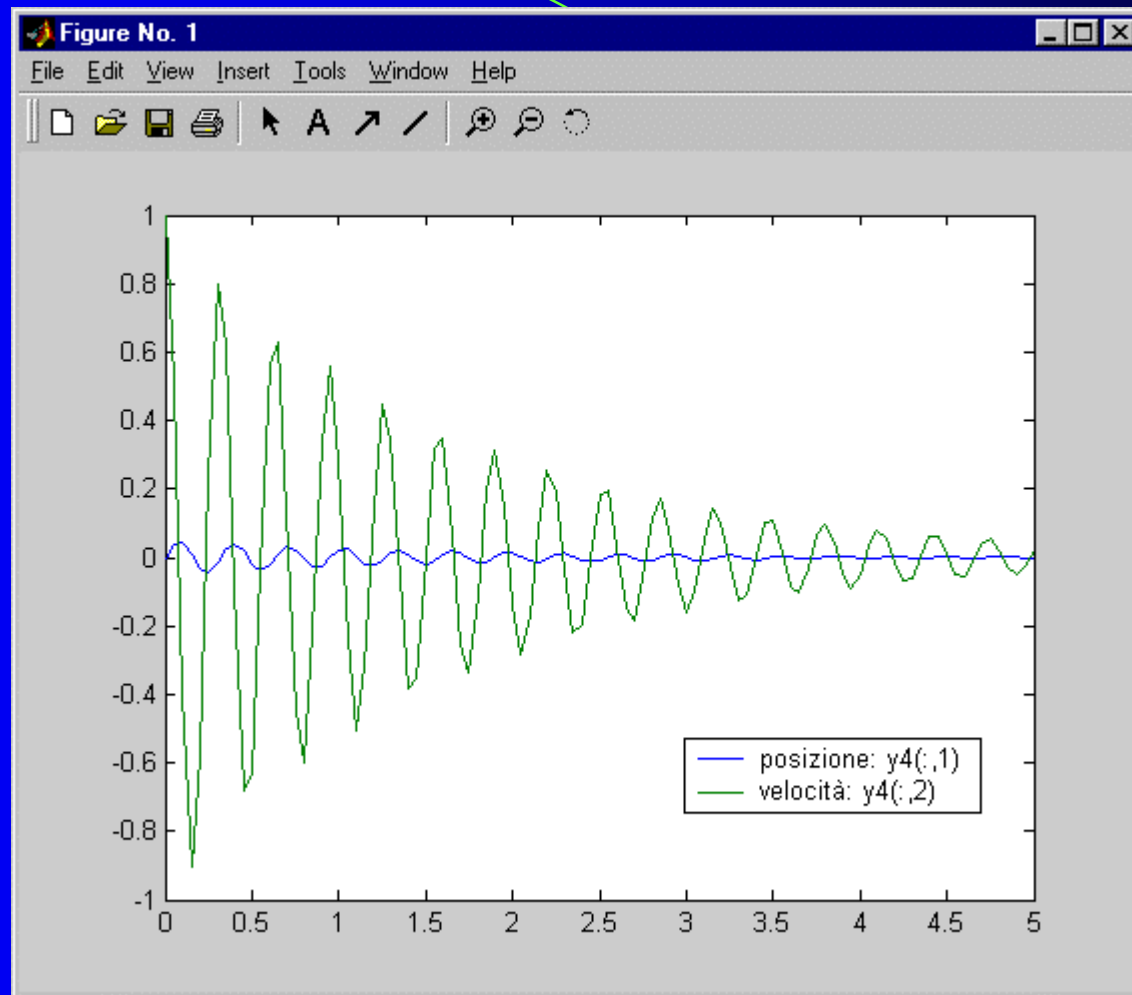 Figure No. 1
File Edit View Insert Tools Window Help
A
1
0.8
0.6
0.4
0.2
0
-0.2
-0.4
-0.6
-0.8
-1
posizione: y4(:,1)
velocità: y4(:,2)
0 0.5 1 1.5 2 2.5 3 3.5 4 4.5 5